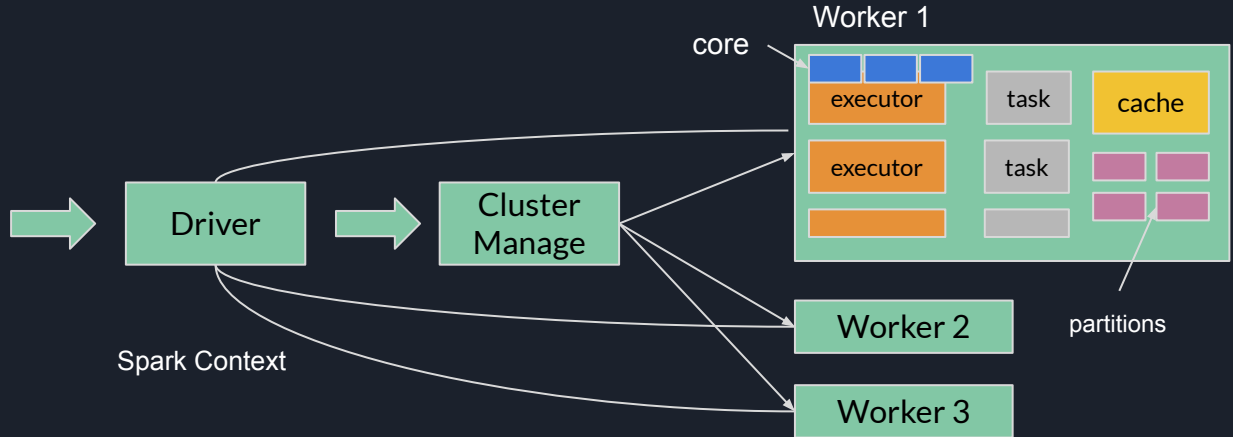 Worker 1
core
executor
task
cache
executor
task
Driver
Cluster
Manage
Worker 2
partitions
Spark Context
Worker 3